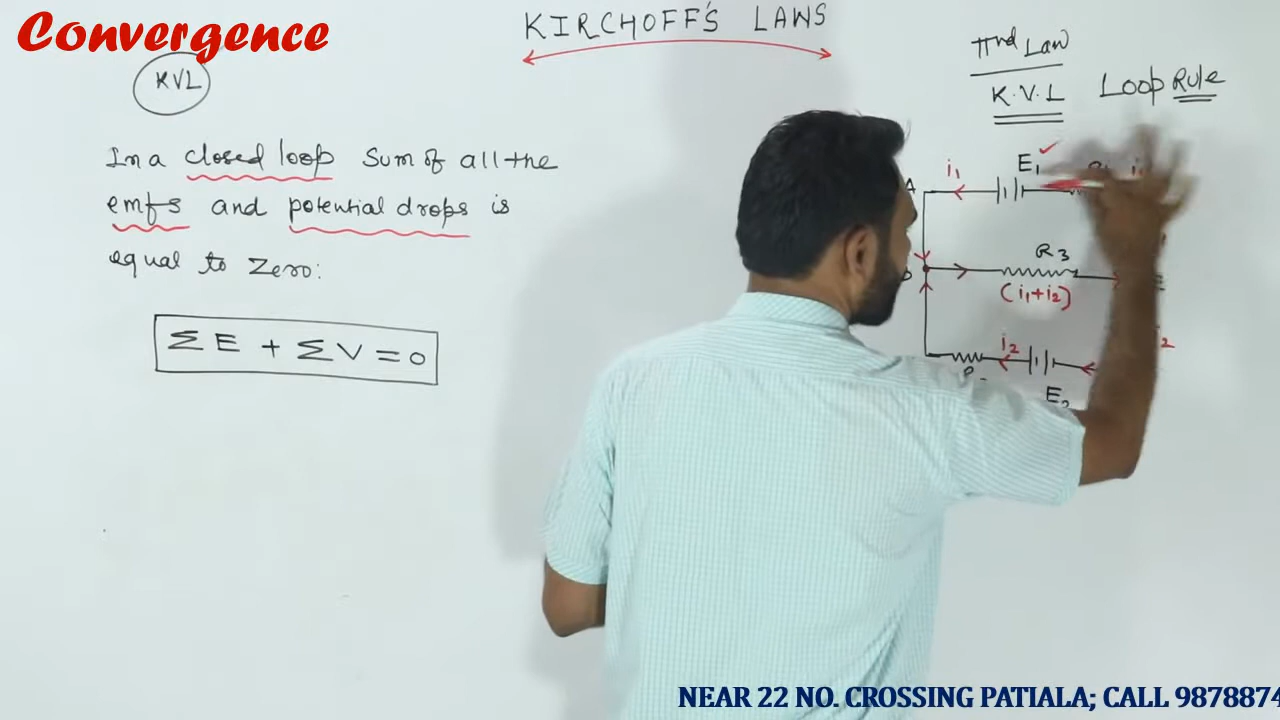 Convergence
KIRCHOFF'S LAWS
KVL
IInd Law
K.V.L
Loop Rule
In a closed loop Sum of all the
emfs and potential drops is
equal to Zero:
ΣE + ΣV = 0
A
i₁
E₁
R₃
(i₁+i₂)
i₂
E₂
NEAR 22 NO. CROSSING PATIALA; CALL 9878874